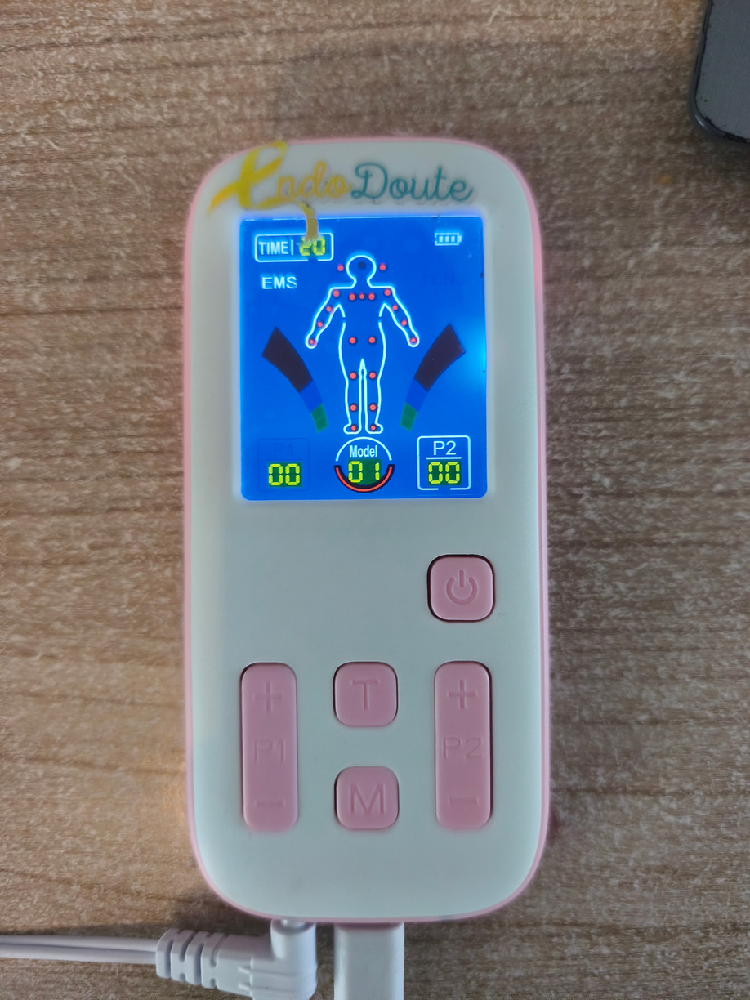 EndoDoute
TIME| 20
EMS
P1
00
Model
01
P2
00
+
P1
-
T
M
+
P2
-